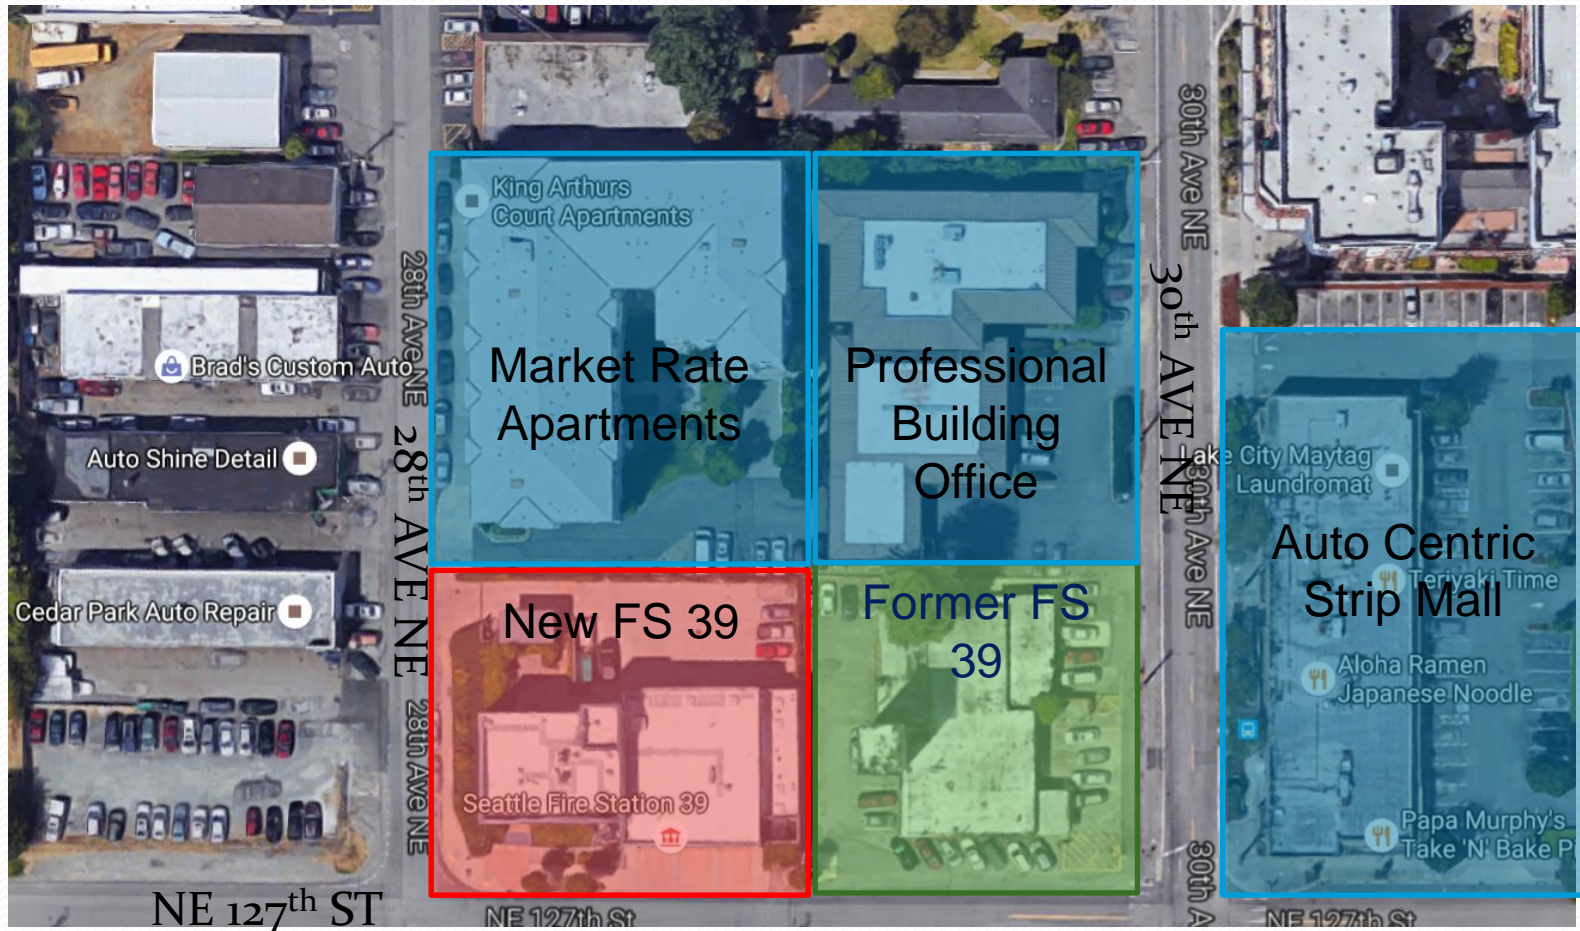 30th Ave NE
King Arthurs
Court Apartments
28th Ave NE
30th AVE NE
Market Rate
Apartments
Professional
Building
Office
Brad's Custom Auto
28th AVE NE
Auto Shine Detail
Lake City Maytag
Laundromat
30th Ave NE
Auto Centric
Strip Mall
Teriyaki Time
Cedar Park Auto Repair
New FS 39
Former FS
39
Aloha Ramen
Japanese Noodle
28th Ave NE
Seattle Fire Station 39
Papa Murphy's
Take 'N' Bake Pi
30th A
NE 127th ST
NE 127th St
NE 127th St